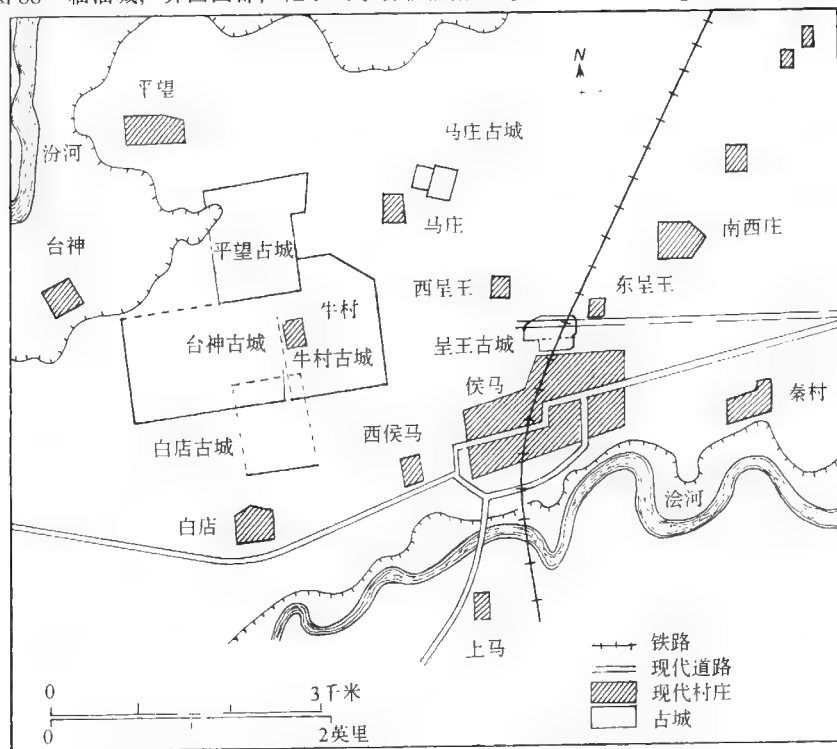 N
平望
马庄古城
汾河
马庄
南西庄
平望古城
台神
西呈王
东呈王
牛村
台神古城
牛村古城
呈王古城
侯马
秦村
白店古城
西侯马
浍河
白店
上马
铁路
现代道路
现代村庄
古城
0
3千米
0
2英里